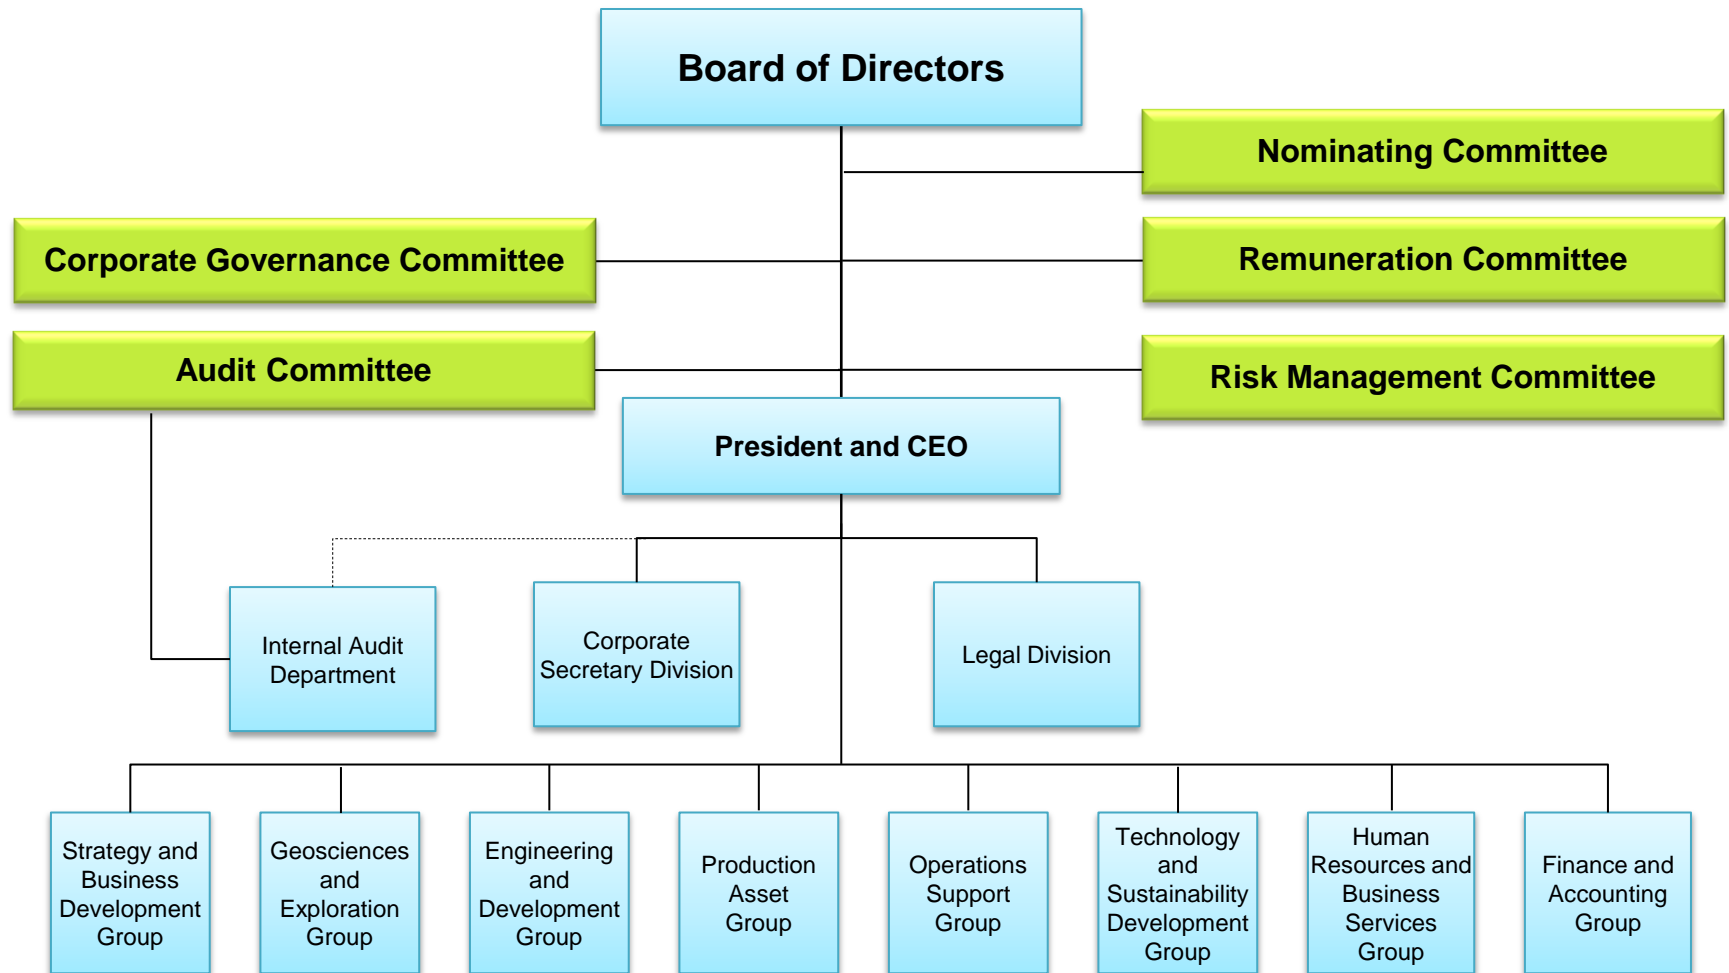 Board of Directors
Nominating Committee
Corporate Governance Committee
Remuneration Committee
Audit Committee
Risk Management Committee
President and CEO
Internal Audit
Department
Corporate
Secretary Division
Legal Division
Strategy and
Business
Development
Group
Geosciences
and
Exploration
Group
Engineering
and
Development
Group
Production
Asset
Group
Operations
Support
Group
Technology
and
Sustainability
Development
Group
Human
Resources and
Business
Services
Group
Finance and
Accounting
Group